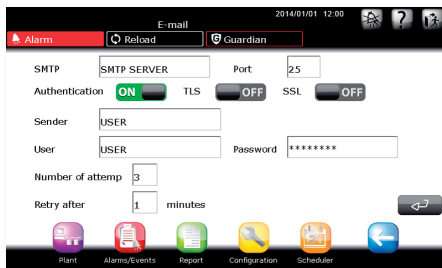 2014/01/01 12:00
E-mail
Alarm Reload Guardian
SMTP SMTP SERVER Port 25
Authentication ON TLS OFF SSL OFF
Sender USER
User USER Password ********
Number of attemp 3
Retry after 1 minutes
Plant Alarms/Events Report Configuration Scheduler